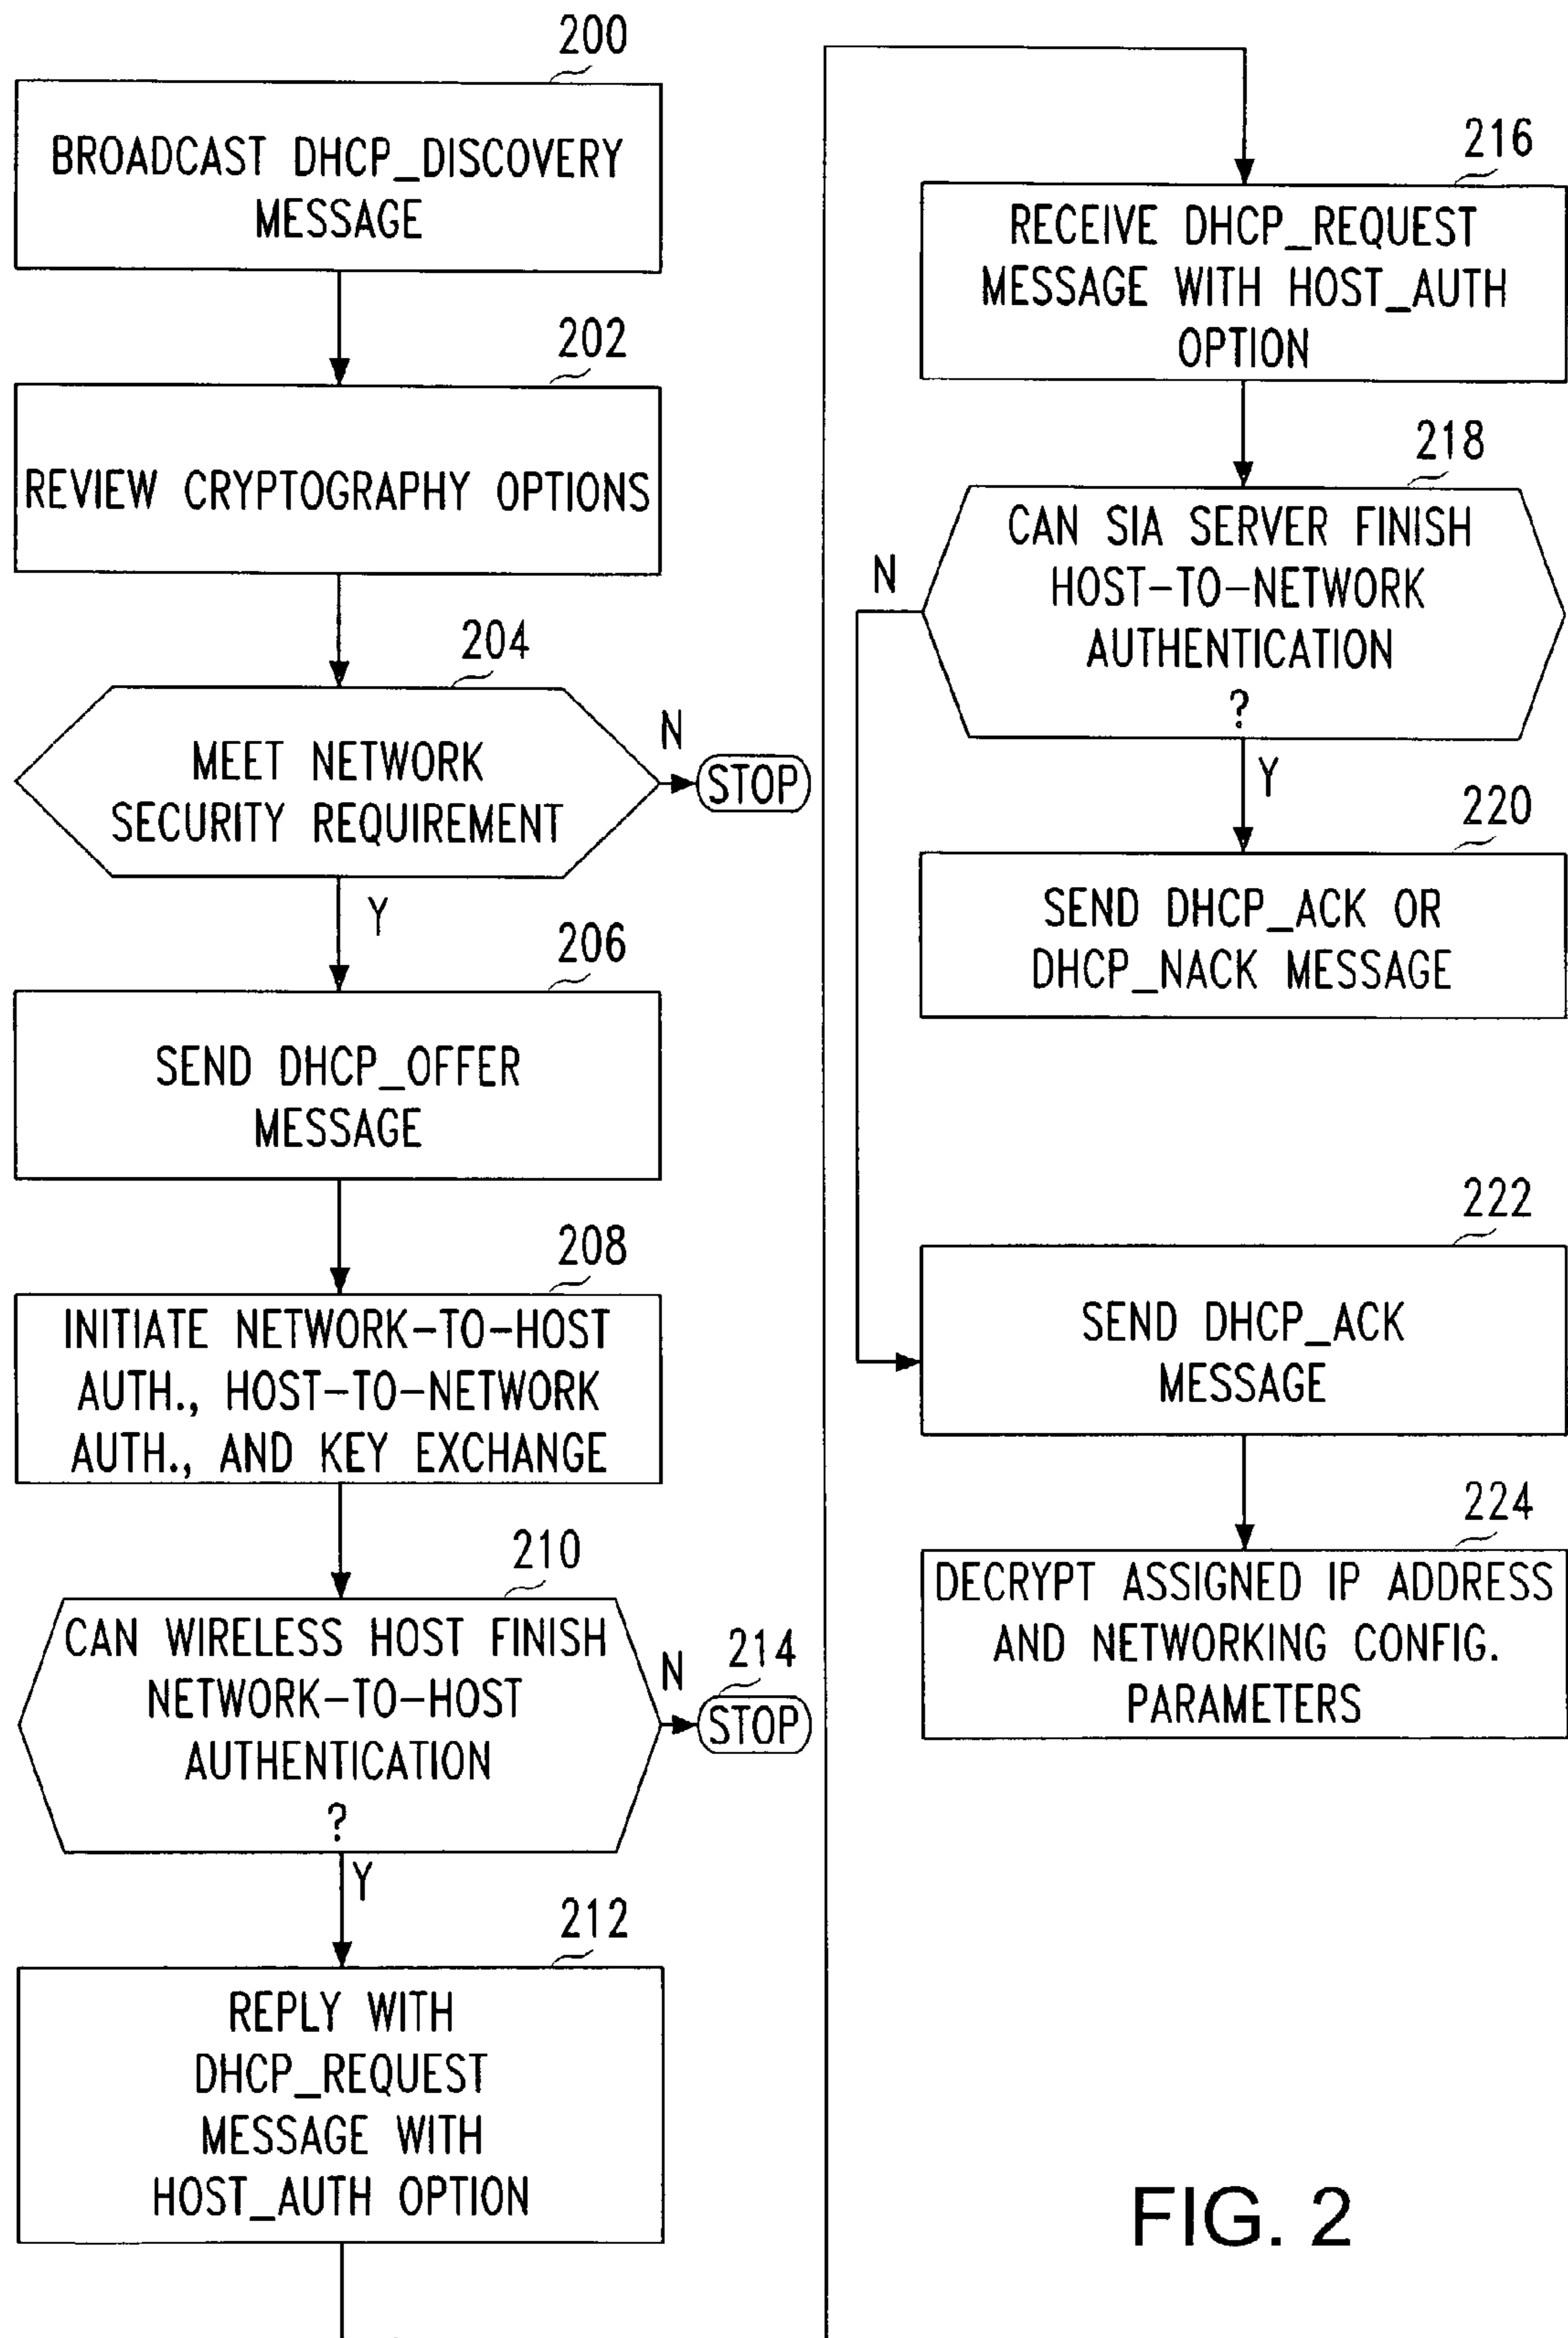 200
BROADCAST DHCP_DISCOVERY
MESSAGE
202
REVIEW CRYPTOGRAPHY OPTIONS
204
MEET NETWORK
SECURITY REQUIREMENT
N
STOP
Y
206
SEND DHCP_OFFER
MESSAGE
208
INITIATE NETWORK-TO-HOST
AUTH., HOST-TO-NETWORK
AUTH., AND KEY EXCHANGE
210
CAN WIRELESS HOST FINISH
NETWORK-TO-HOST
AUTHENTICATION
?
N
214
STOP
Y
212
REPLY WITH
DHCP_REQUEST
MESSAGE WITH
HOST_AUTH OPTION
216
RECEIVE DHCP_REQUEST
MESSAGE WITH HOST_AUTH
OPTION
218
CAN SIA SERVER FINISH
HOST-TO-NETWORK
AUTHENTICATION
?
N
Y
220
SEND DHCP_ACK OR
DHCP_NACK MESSAGE
222
SEND DHCP_ACK
MESSAGE
224
DECRYPT ASSIGNED IP ADDRESS
AND NETWORKING CONFIG.
PARAMETERS
FIG. 2